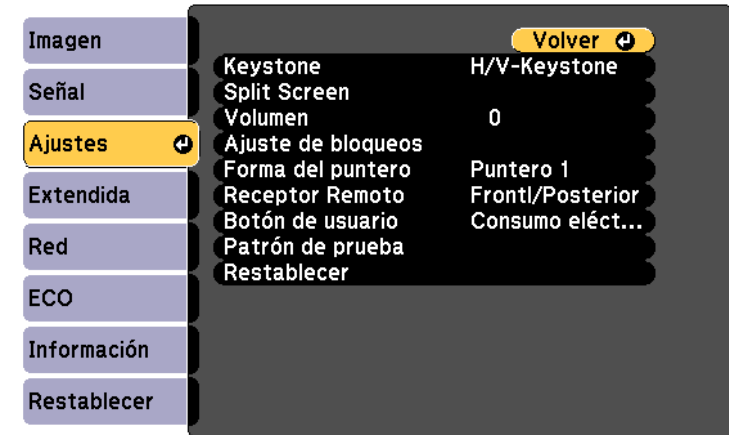 Imagen
Señal
Ajustes
Extendida
Red
ECO
Información
Restablecer
Volver
Keystone H/V-Keystone
Split Screen
Volumen 0
Ajuste de bloqueos
Forma del puntero Puntero 1
Receptor Remoto Frontl/Posterior
Botón de usuario Consumo eléct...
Patrón de prueba
Restablecer